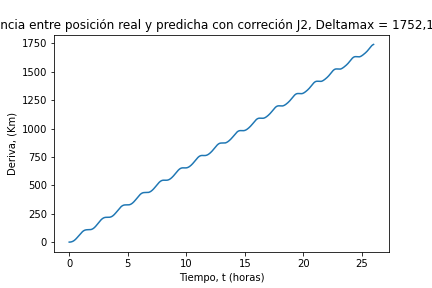 ncia entre posición real y predicha con correción J2, Deltamax = 1752,1
1750
1500
1250
1000
750
500
250
0
Deriva, (Km)
0 5 10 15 20 25
Tiempo, t (horas)